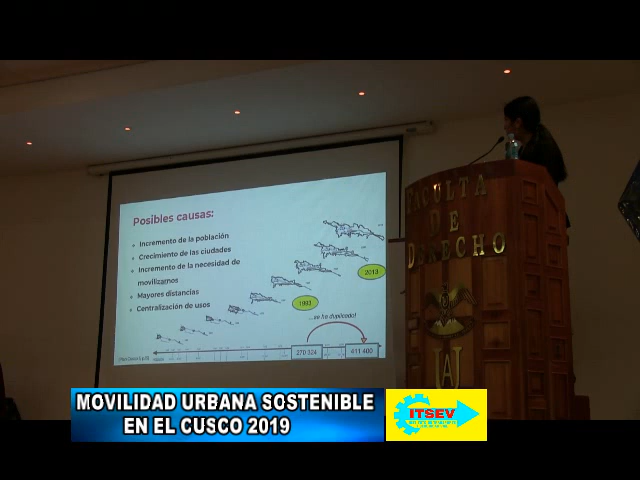 Posibles causas:
Incremento de la población
Crecimiento de las ciudades
Incremento de la necesidad de
movilizarnos
Mayores distancias
Centralización de usos
2013
1993
...se ha duplicado!
270 324
411 400
FACULTA
DE
DERECHO
MOVILIDAD URBANA SOSTENIBLE
EN EL CUSCO 2019
ITSEV